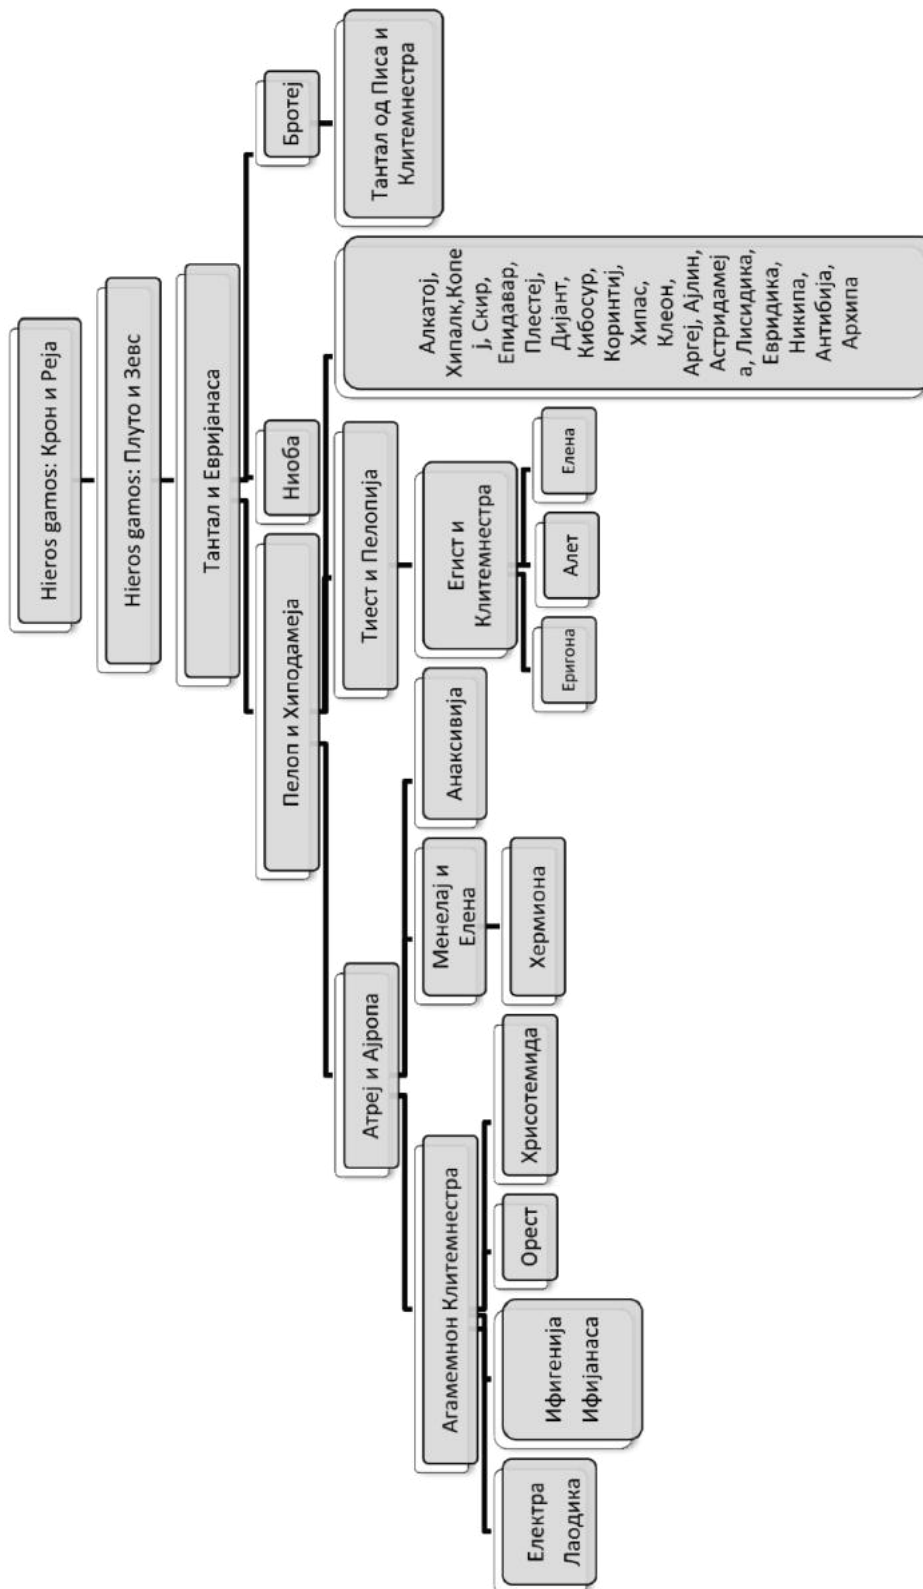 Hieros gamos: Крон и Реја
Hieros gamos: Плуто и Зевс
Тантал и Евријанаса
Пелоп и Хиподамеја
Ниоба
Бротеј
Атреј и Ајропа
Тиест и Пелопија
Алкатој,
Хипалк,Копе
ј, Скир,
Епидавар,
Плестеј,
Дијант,
Кибосур,
Коринтиј,
Хипас,
Клеон,
Аргеј, Ајлин,
Астридамеј
а, Лисидика,
Евридика,
Никипа,
Антибија,
Архипа
Тантал од Писа и
Клитемнестра
Агамемнон Клитемнестра
Менелај и
Елена
Анаксивија
Егист и
Клитемнестра
Електра
Лаодика
Ифигенија
Ифијанаса
Орест
Хрисотемида
Хермиона
Еригона
Алет
Елена